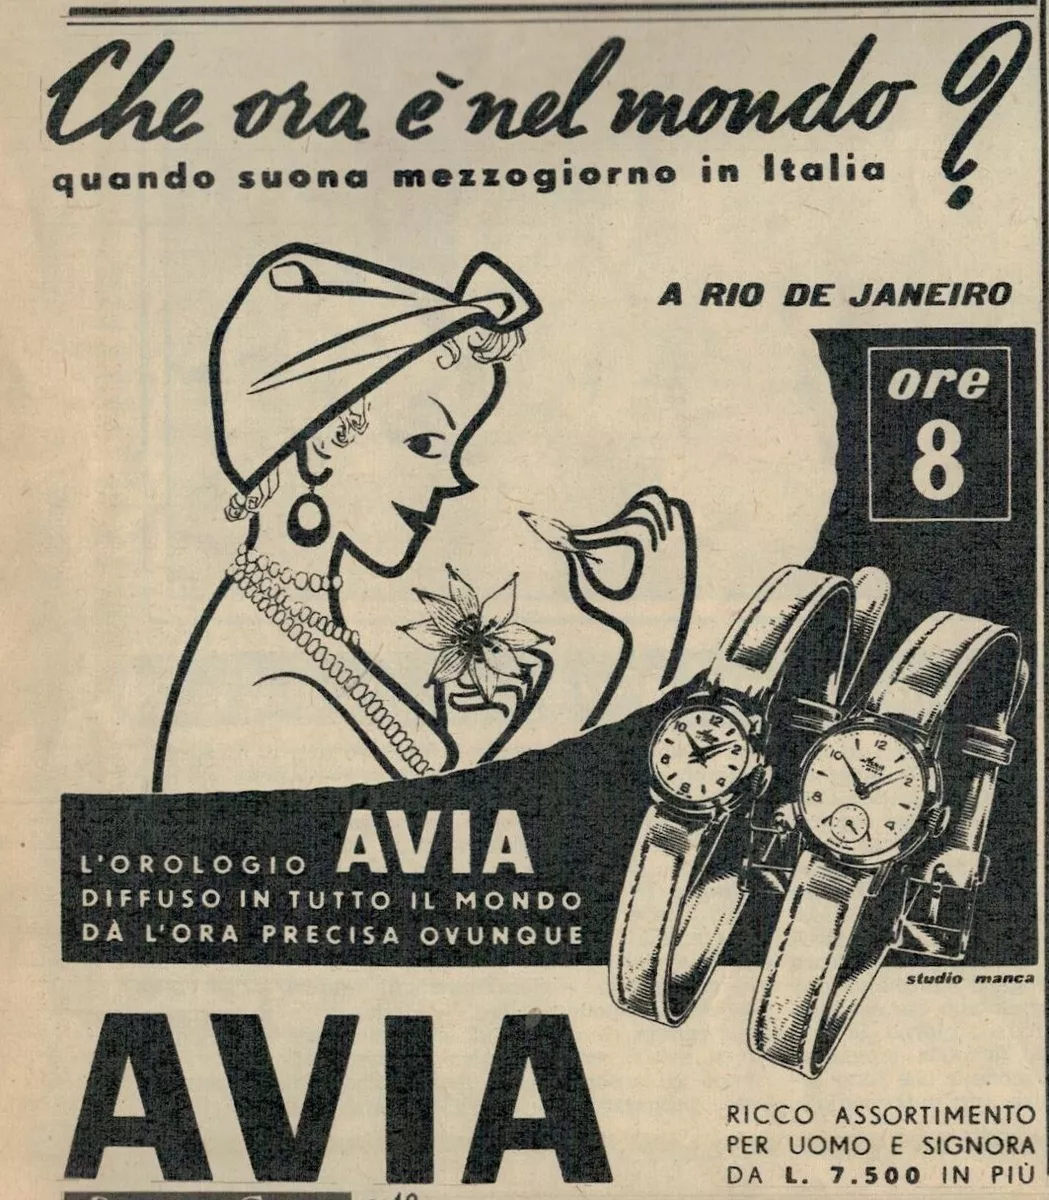 Che ora è nel mondo?
quando suona mezzogiorno in Italia
A RIO DE JANEIRO
ore
8
L'OROLOGIO AVIA
DIFFUSO IN TUTTO IL MONDO
DÀ L'ORA PRECISA OVUNQUE
studio manca
AVIA
RICCO ASSORTIMENTO
PER UOMO E SIGNORA
DA L. 7.500 IN PIÙ